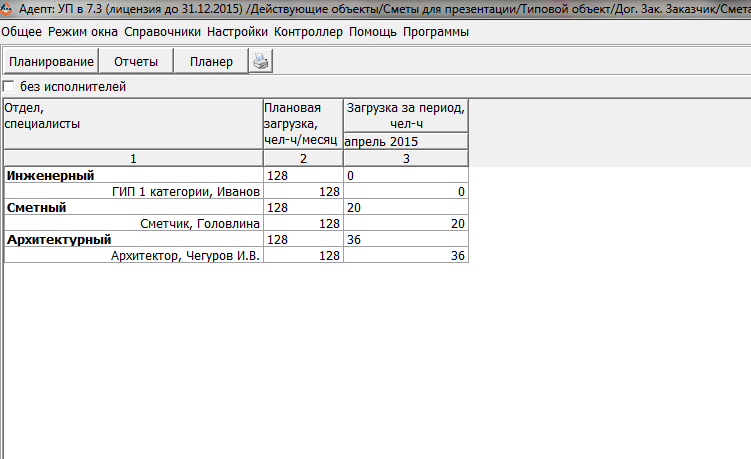 Адепт: УП в 7.3 (лицензия до 31.12.2015) /Действующие объекты/Сметы для презентации/Типовой объект/Дог. Зак. Заказчик/Смета
Общее Режим окна Справочники Настройки Контроллер Помощь Программы
Планирование Отчеты Планер
без исполнителей
Отдел, Плановая Загрузка за период,
специалисты загрузка, чел-ч
чел-ч/месяц апрель 2015
1 2 3
Инженерный 128 0
ГИП 1 категории, Иванов 128 0
Сметный 128 20
Сметчик, Головлина 128 20
Архитектурный 128 36
Архитектор, Чегуров И.В. 128 36